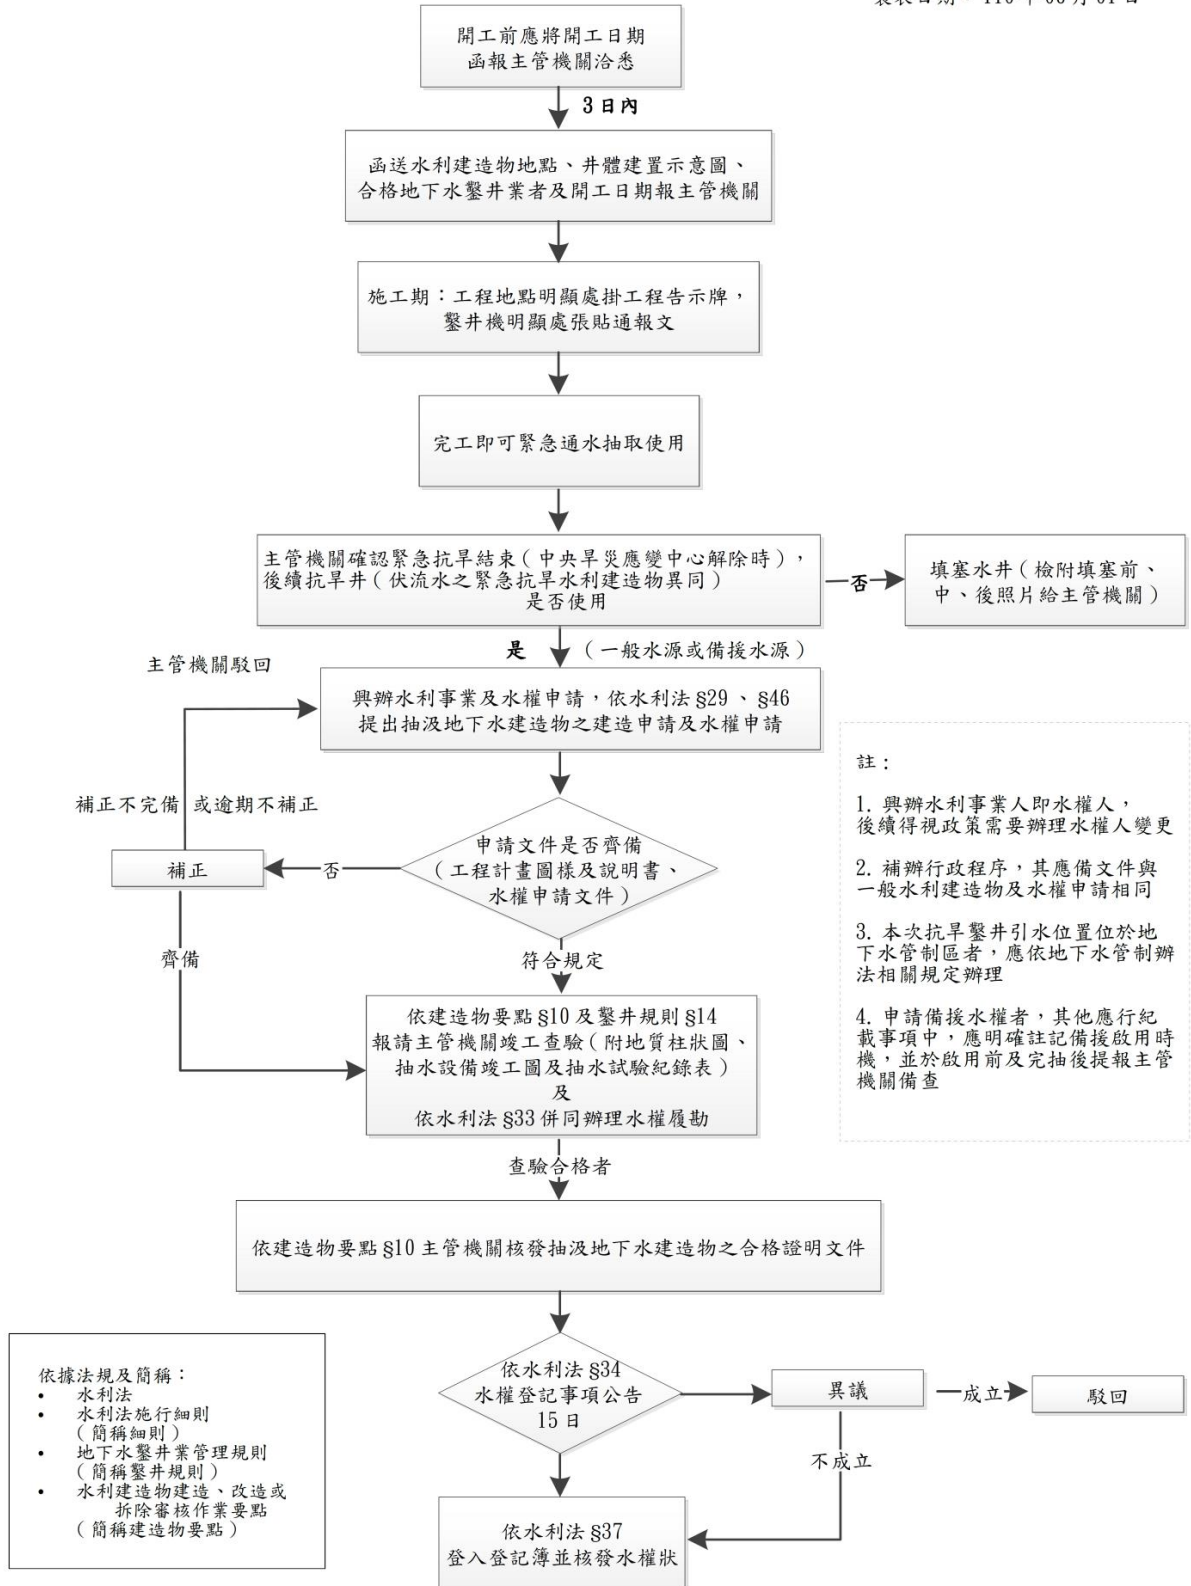 開工前應將開工日期
函報主管機關洽悉
3日內
函送水利建造物地點、井體建置示意圖、
合格地下水鑿井業者及開工日期報主管機關
施工期：工程地點明顯處掛工程告示牌，
鑿井機明顯處張貼通報文
完工即可緊急通水抽取使用
主管機關確認緊急抗旱結束（中央旱災應變中心解除時），
後續抗旱井（伏流水之緊急抗旱水利建造物異同）
是否使用
否
填塞水井（檢附填塞前、
中、後照片給主管機關）
是
（一般水源或備援水源）
主管機關駁回
興辦水利事業及水權申請，依水利法§29、§46
提出抽汲地下水建造物之建造申請及水權申請
補正不完備 或逾期不補正
申請文件是否齊備
（工程計畫圖樣及說明書、
水權申請文件）
否
補正
齊備
符合規定
依建造物要點§10及鑿井規則§14
報請主管機關竣工查驗（附地質柱狀圖、
抽水設備竣工圖及抽水試驗紀錄表）
及
依水利法§33併同辦理水權履勘
註：
1. 興辦水利事業人即水權人，
後續得視政策需要辦理水權人變更
2. 補辦行政程序，其應備文件與
一般水利建造物及水權申請相同
3. 本次抗旱鑿井引水位置位於地
下水管制區者，應依地下水管制辦
法相關規定辦理
4. 申請備援水權者，其他應行紀
載事項中，應明確註記備援啟用時
機，並於啟用前及完抽後提報主管
機關備查
查驗合格者
依建造物要點§10主管機關核發抽汲地下水建造物之合格證明文件
依水利法§34
水權登記事項公告
15日
異議
成立
駁回
不成立
依水利法§37
登入登記簿並核發水權狀
依據法規及簡稱：
• 水利法
• 水利法施行細則
（簡稱細則）
• 地下水鑿井業管理規則
（簡稱鑿井規則）
• 水利建造物建造、改造或
拆除審核作業要點
（簡稱建造物要點）